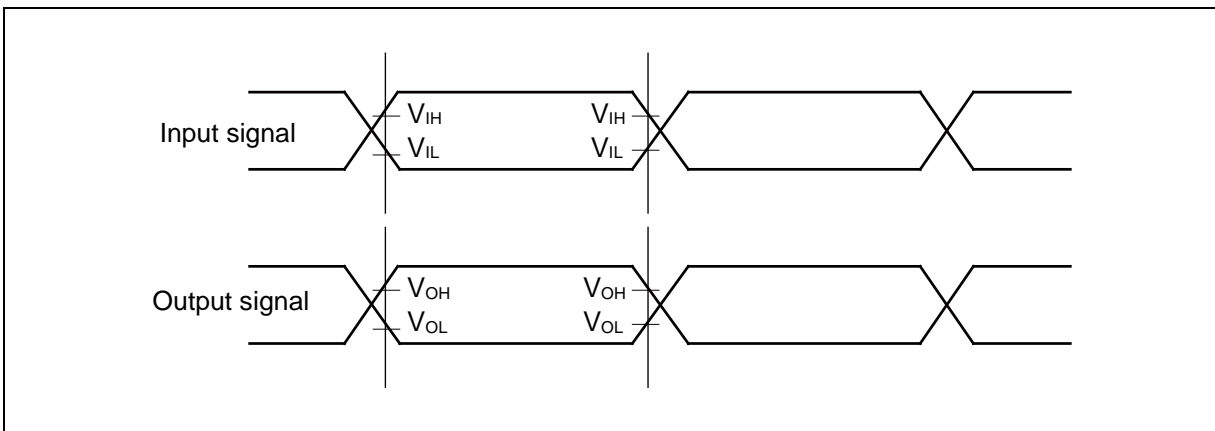 VIH VIH
Input signal
VIL VIL
VOH VOH
Output signal
VOL VOL